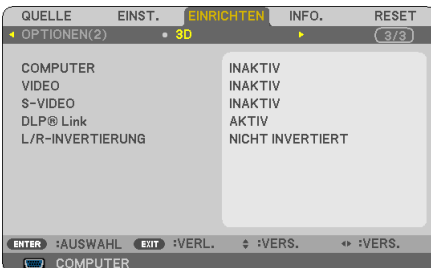 QUELLE EINST. EINRICHTEN INFO. RESET
OPTIONEN(2) 3D 3/3
COMPUTER INAKTIV
VIDEO INAKTIV
S-VIDEO INAKTIV
DLP® Link AKTIV
L/R-INVERTIERUNG NICHT INVERTIERT
ENTER :AUSWAHL EXIT :VERL. :VERS. :VERS.
COMPUTER